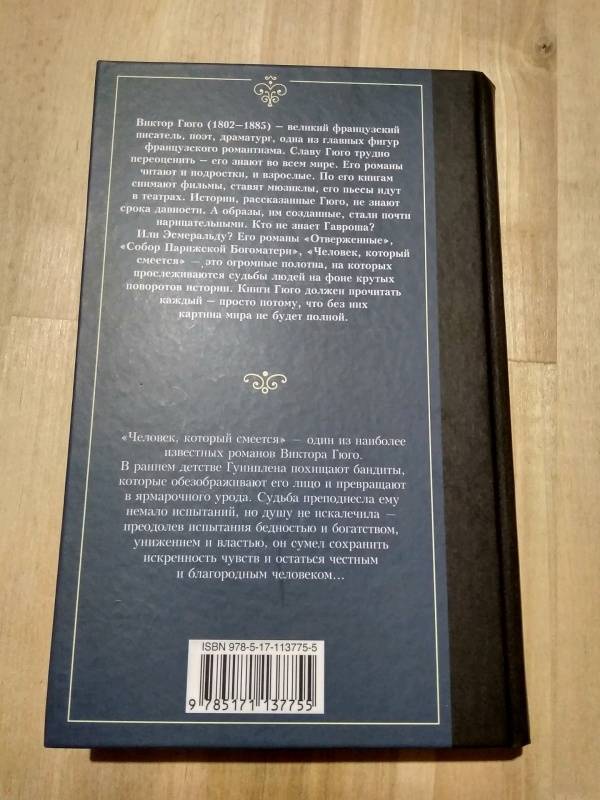 Виктор Гюго (1802—1885) — великий французский
писатель, поэт, драматург, одна из главных фигур
французского романтизма. Славу Гюго трудно
переоценить — его знают во всем мире. Его романы
читают и подростки, и взрослые. По его книгам
снимают фильмы, ставят мюзиклы, его пьесы идут
в театрах. Истории, рассказанные Гюго, не знают
срока давности. А образы, им созданные, стали почти
нарицательными. Кто не знает Гавроша?
Или Эсмеральду? Его романы «Отверженные»,
«Собор Парижской Богоматери», «Человек, который
смеется» — это огромные полотна, на которых
прослеживаются судьбы людей на фоне крутых
поворотов истории. Книги Гюго должен прочитать
каждый — просто потому, что без них
картина мира не будет полной.
«Человек, который смеется» — один из наиболее
известных романов Виктора Гюго.
В раннем детстве Гуинплена похищают бандиты,
которые обезображивают его лицо и превращают
в ярмарочного урода. Судьба преподнесла ему
немало испытаний, но душу не искалечила —
преодолев испытания бедностью и богатством,
унижением и властью, он сумел сохранить
искренность чувств и остаться честным
и благородным человеком...
ISBN 978-5-17-113775-5
9 785171 137755